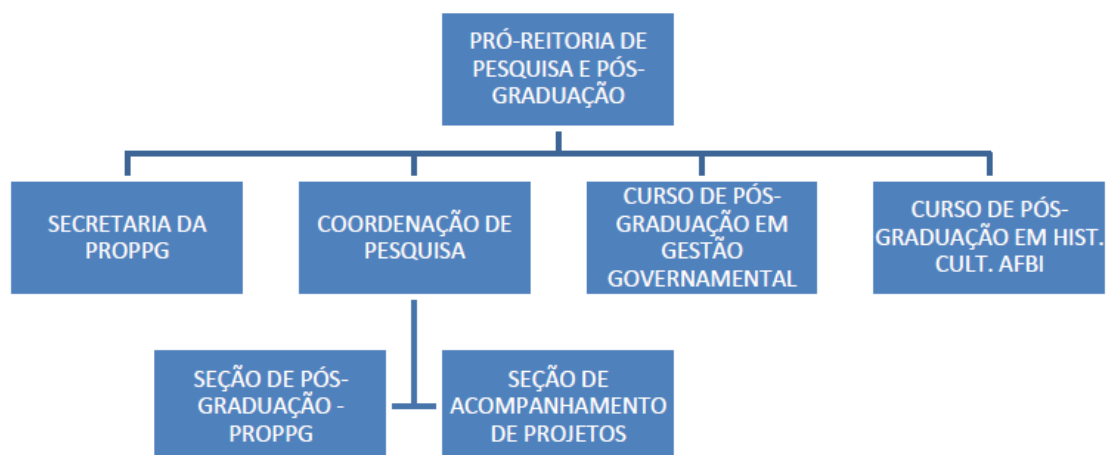 PRÓ-REITORIA DE
PESQUISA E PÓS-
GRADUAÇÃO
SECRETARIA DA
PROPPG
COORDENAÇÃO DE
PESQUISA
CURSO DE PÓS-
GRADUAÇÃO EM
GESTÃO
GOVERNAMENTAL
CURSO DE PÓS-
GRADUAÇÃO EM HIST.
CULT. AFBI
SEÇÃO DE PÓS-
GRADUAÇÃO -
PROPPG
SEÇÃO DE
ACOMPANHAMENTO
DE PROJETOS